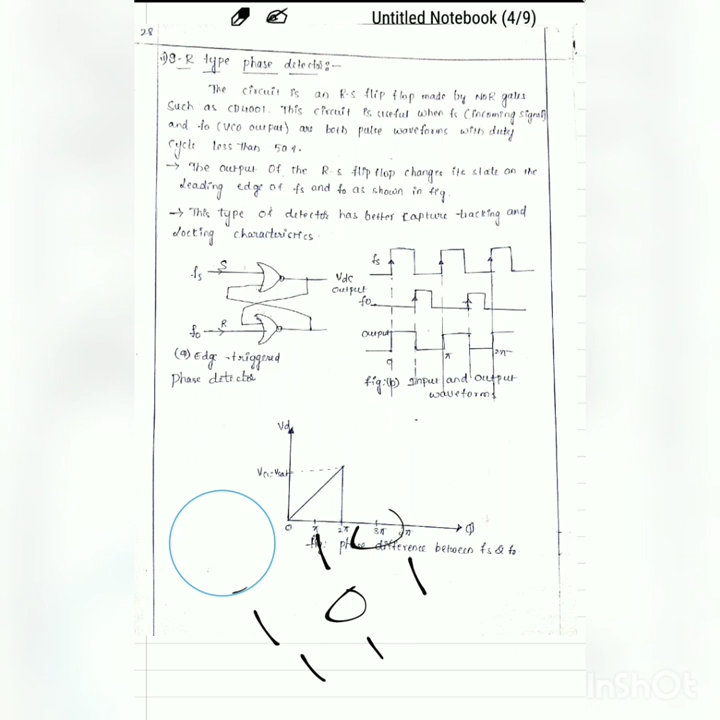 Untitled Notebook (4/9)
28
1) S-R type phase detector:-
The circuit is an R-S flip flop made by NOR gates
Such as CD4001. This circuit is useful when fs (incoming signal)
and fo (VCO output) are both pulse waveforms with duty
cycle less than 50%.
→ The output of the R-s flip flop changes its state on the
leading edge of fs and fo as shown in fig.
→ This type of detector has better capture tracking and
locking characteristics.
fs S Vdc
output
fo R
(a) Edge triggered
phase detector
fs
fo
output
0 π 2π
fig:(b) Input and output
waveforms
Vd
0 π 2π 3π 4π
fig: phase difference between fs & fo
InShOt